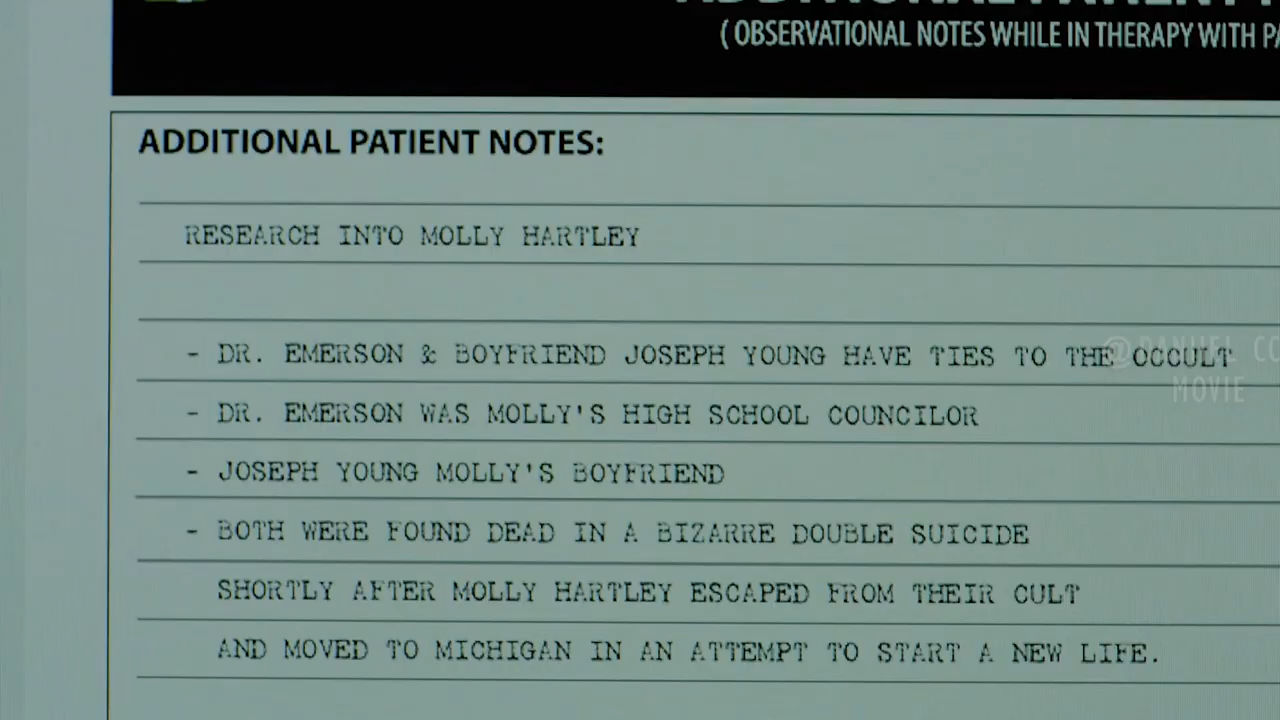 ( OBSERVATIONAL NOTES WHILE IN THERAPY WITH
ADDITIONAL PATIENT NOTES:
RESEARCH INTO MOLLY HARTLEY
- DR. EMERSON & BOYFRIEND JOSEPH YOUNG HAVE TIES TO THE OCCULT
MOVIE
- DR. EMERSON WAS MOLLY'S HIGH SCHOOL COUNCILOR
- JOSEPH YOUNG MOLLY'S BOYFRIEND
- BOTH WERE FOUND DEAD IN A BIZARRE DOUBLE SUICIDE
SHORTLY AFTER MOLLY HARTLEY ESCAPED FROM THEIR CULT
AND MOVED TO MICHIGAN IN AN ATTEMPT TO START A NEW LIFE.